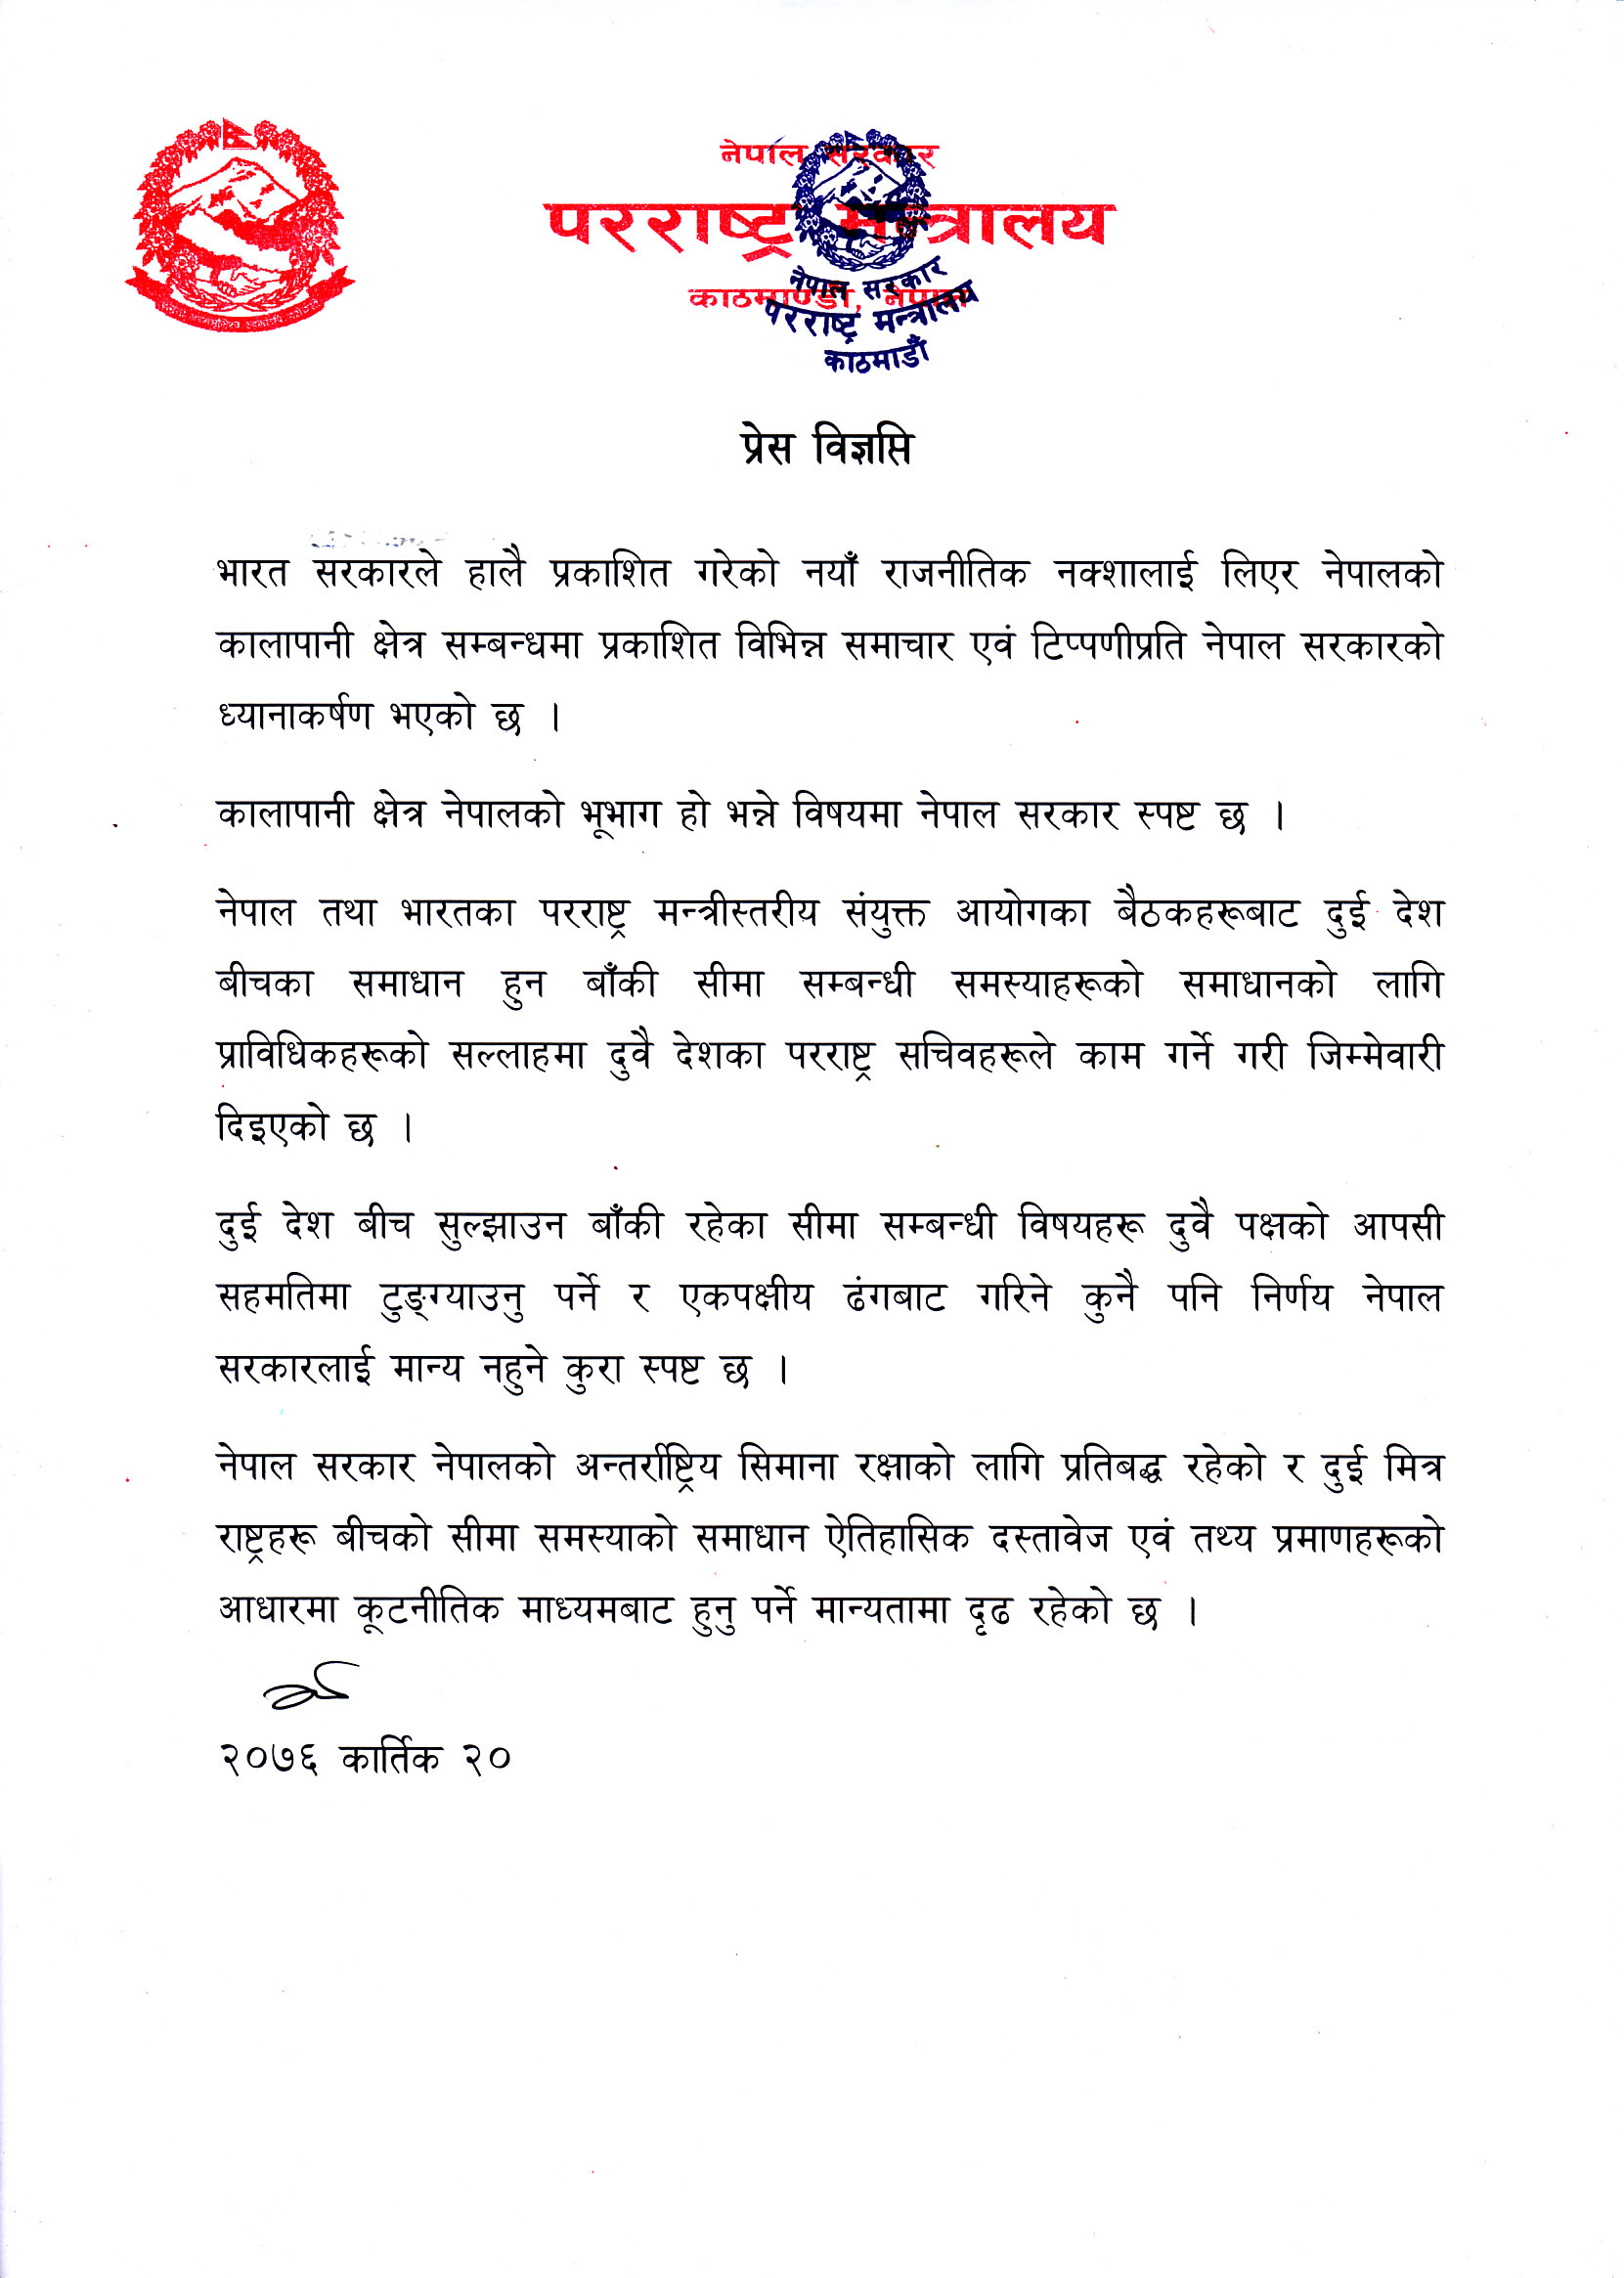 नेपाल सरकार
परराष्ट्र मन्त्रालय
काठमाण्डौ, नेपाल
नेपाल सरकार
परराष्ट्र मन्त्रालय
काठमाडौं
प्रेस विज्ञप्ति
भारत सरकारले हालै प्रकाशित गरेको नयाँ राजनीतिक नक्शालाई लिएर नेपालको
कालापानी क्षेत्र सम्बन्धमा प्रकाशित विभिन्न समाचार एवं टिप्पणीप्रति नेपाल सरकारको
ध्यानाकर्षण भएको छ ।
कालापानी क्षेत्र नेपालको भूभाग हो भन्ने विषयमा नेपाल सरकार स्पष्ट छ ।
नेपाल तथा भारतका परराष्ट्र मन्त्रीस्तरीय संयुक्त आयोगका बैठकहरूबाट दुई देश
बीचका समाधान हुन बाँकी सीमा सम्बन्धी समस्याहरूको समाधानको लागि
प्राविधिकहरूको सल्लाहमा दुवै देशका परराष्ट्र सचिवहरूले काम गर्ने गरी जिम्मेवारी
दिइएको छ ।
दुई देश बीच सुल्झाउन बाँकी रहेका सीमा सम्बन्धी विषयहरू दुवै पक्षको आपसी
सहमतिमा टुङ्ग्याउनु पर्ने र एकपक्षीय ढंगबाट गरिने कुनै पनि निर्णय नेपाल
सरकारलाई मान्य नहुने कुरा स्पष्ट छ ।
नेपाल सरकार नेपालको अन्तर्राष्ट्रिय सिमाना रक्षाको लागि प्रतिबद्ध रहेको र दुई मित्र
राष्ट्रहरू बीचको सीमा समस्याको समाधान ऐतिहासिक दस्तावेज एवं तथ्य प्रमाणहरूको
आधारमा कूटनीतिक माध्यमबाट हुनु पर्ने मान्यतामा दृढ रहेको छ ।
२०७६ कार्तिक २०